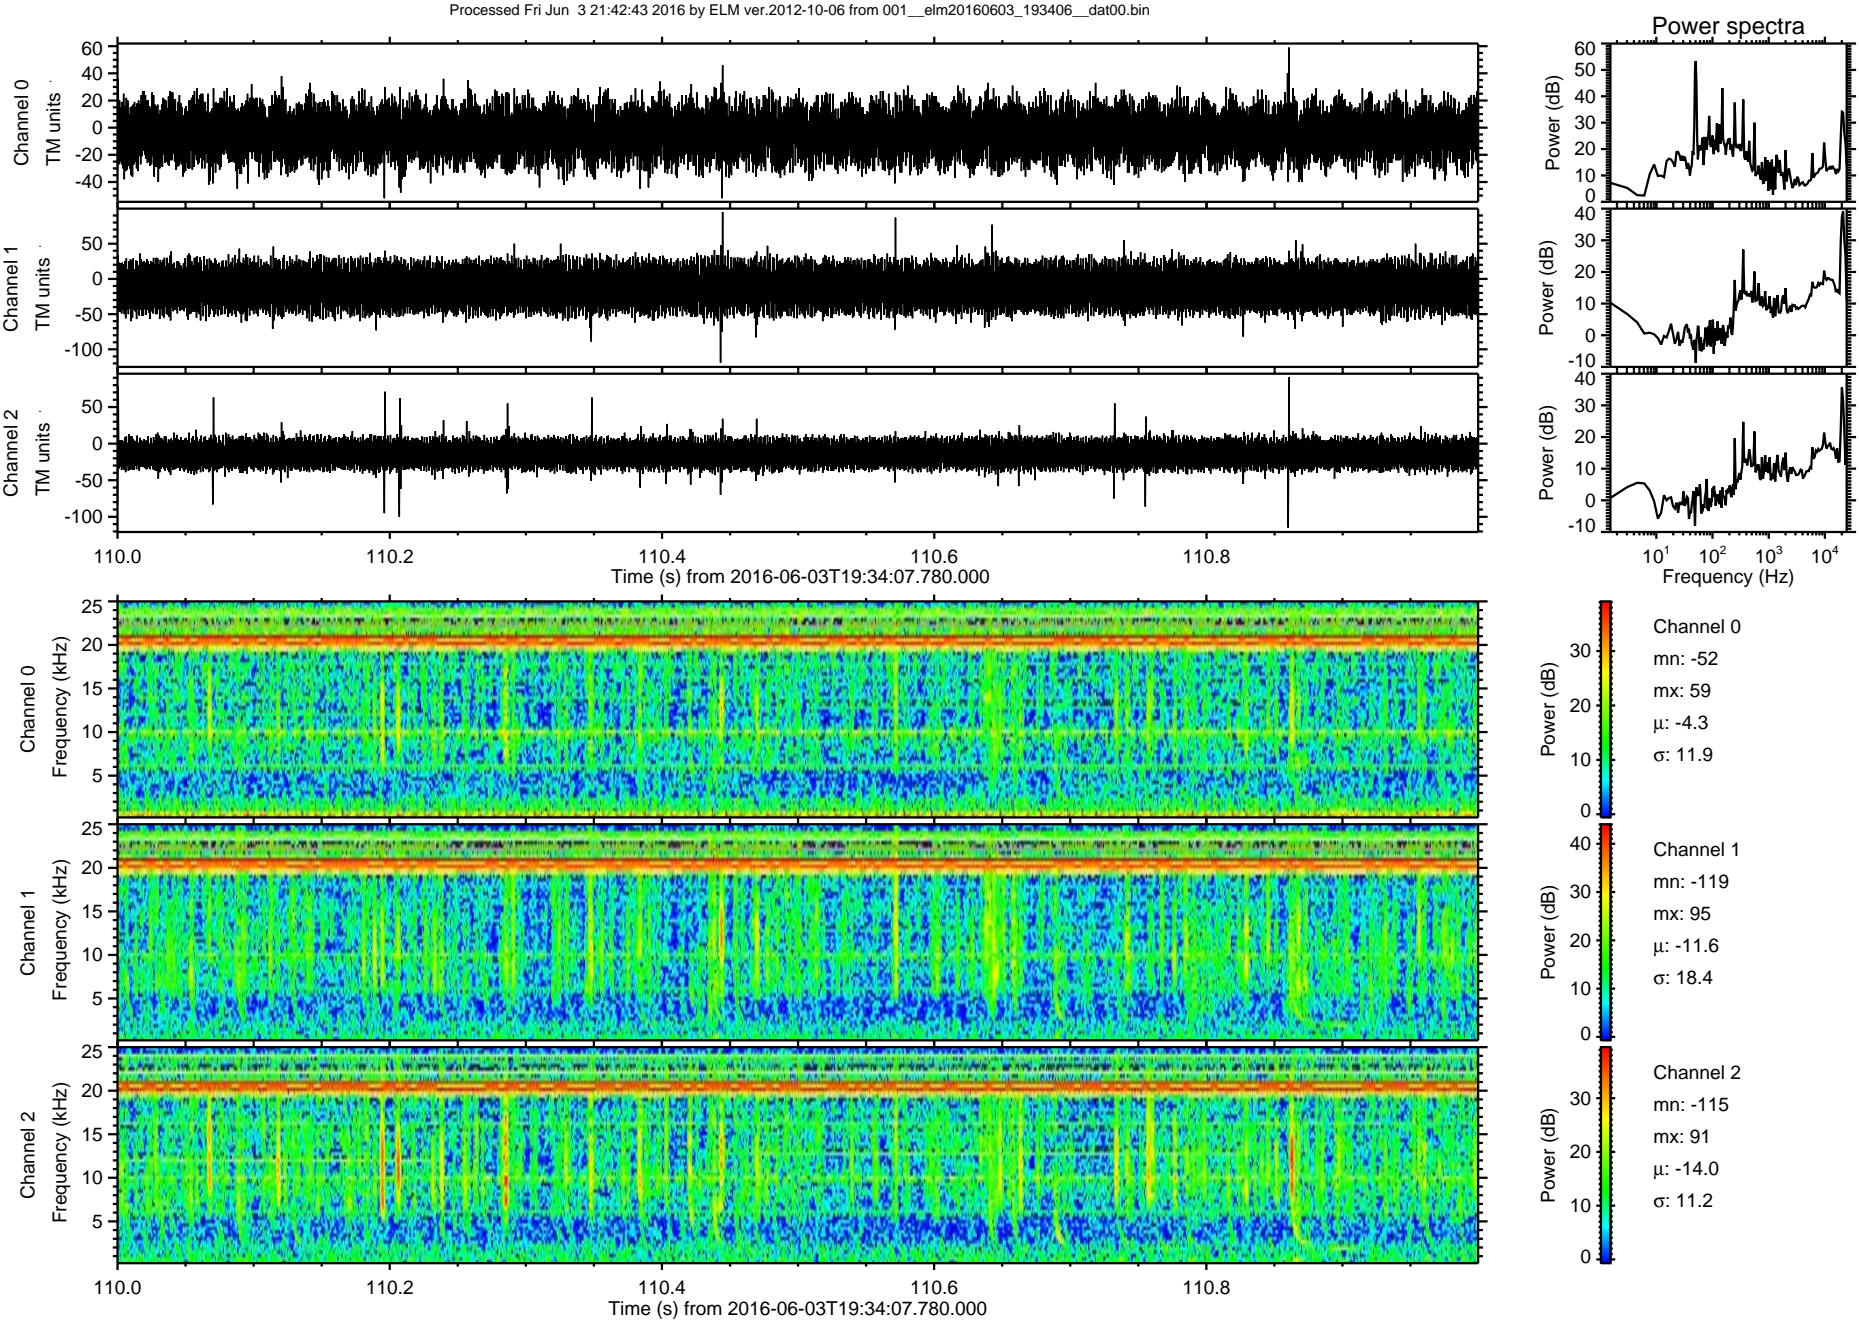 Processed Fri Jun  3 21:42:43 2016 by ELM ver.2012-10-06 from 001__elm20160603_193406__dat00.bin
Power spectra
Channel 0
TM units
60
40
20
0
-20
-40
Power (dB)
60
50
40
30
20
10
0
Channel 1
TM units
50
0
-50
-100
Power (dB)
40
30
20
10
0
-10
Channel 2
TM units
50
0
-50
-100
Power (dB)
40
30
20
10
0
-10
110.0 110.2 110.4 110.6 110.8
Time (s) from 2016-06-03T19:34:07.780.000
10^1 10^2 10^3 10^4
Frequency (Hz)
Channel 0
Frequency (kHz)
25
20
15
10
5
Power (dB)
30
20
10
0
Channel 0
mn: -52
mx: 59
μ: -4.3
σ: 11.9
Channel 1
Frequency (kHz)
25
20
15
10
5
Power (dB)
40
30
20
10
0
Channel 1
mn: -119
mx: 95
μ: -11.6
σ: 18.4
Channel 2
Frequency (kHz)
25
20
15
10
5
Power (dB)
30
20
10
0
Channel 2
mn: -115
mx: 91
μ: -14.0
σ: 11.2
110.0 110.2 110.4 110.6 110.8
Time (s) from 2016-06-03T19:34:07.780.000